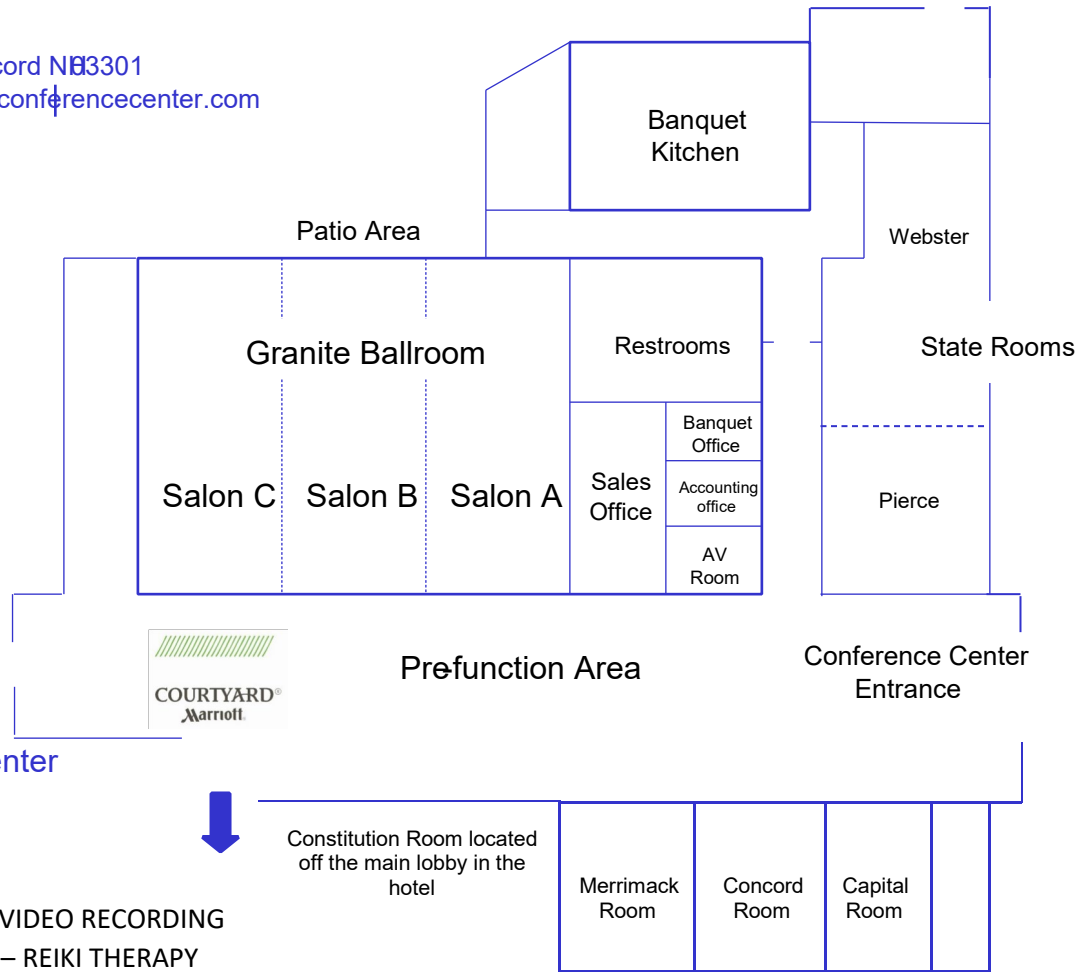 cord NH 03301
conferencecenter.com
Banquet
Kitchen
Patio Area
Webster
Granite Ballroom
Restrooms
State Rooms
Banquet
Office
Salon C
Salon B
Salon A
Sales
Office
Accounting
office
Pierce
AV
Room
COURTYARD®
Marriott
Pre-function Area
Conference Center
Entrance
enter
Constitution Room located
off the main lobby in the
hotel
Merrimack
Room
Concord
Room
Capital
Room
VIDEO RECORDING
– REIKI THERAPY